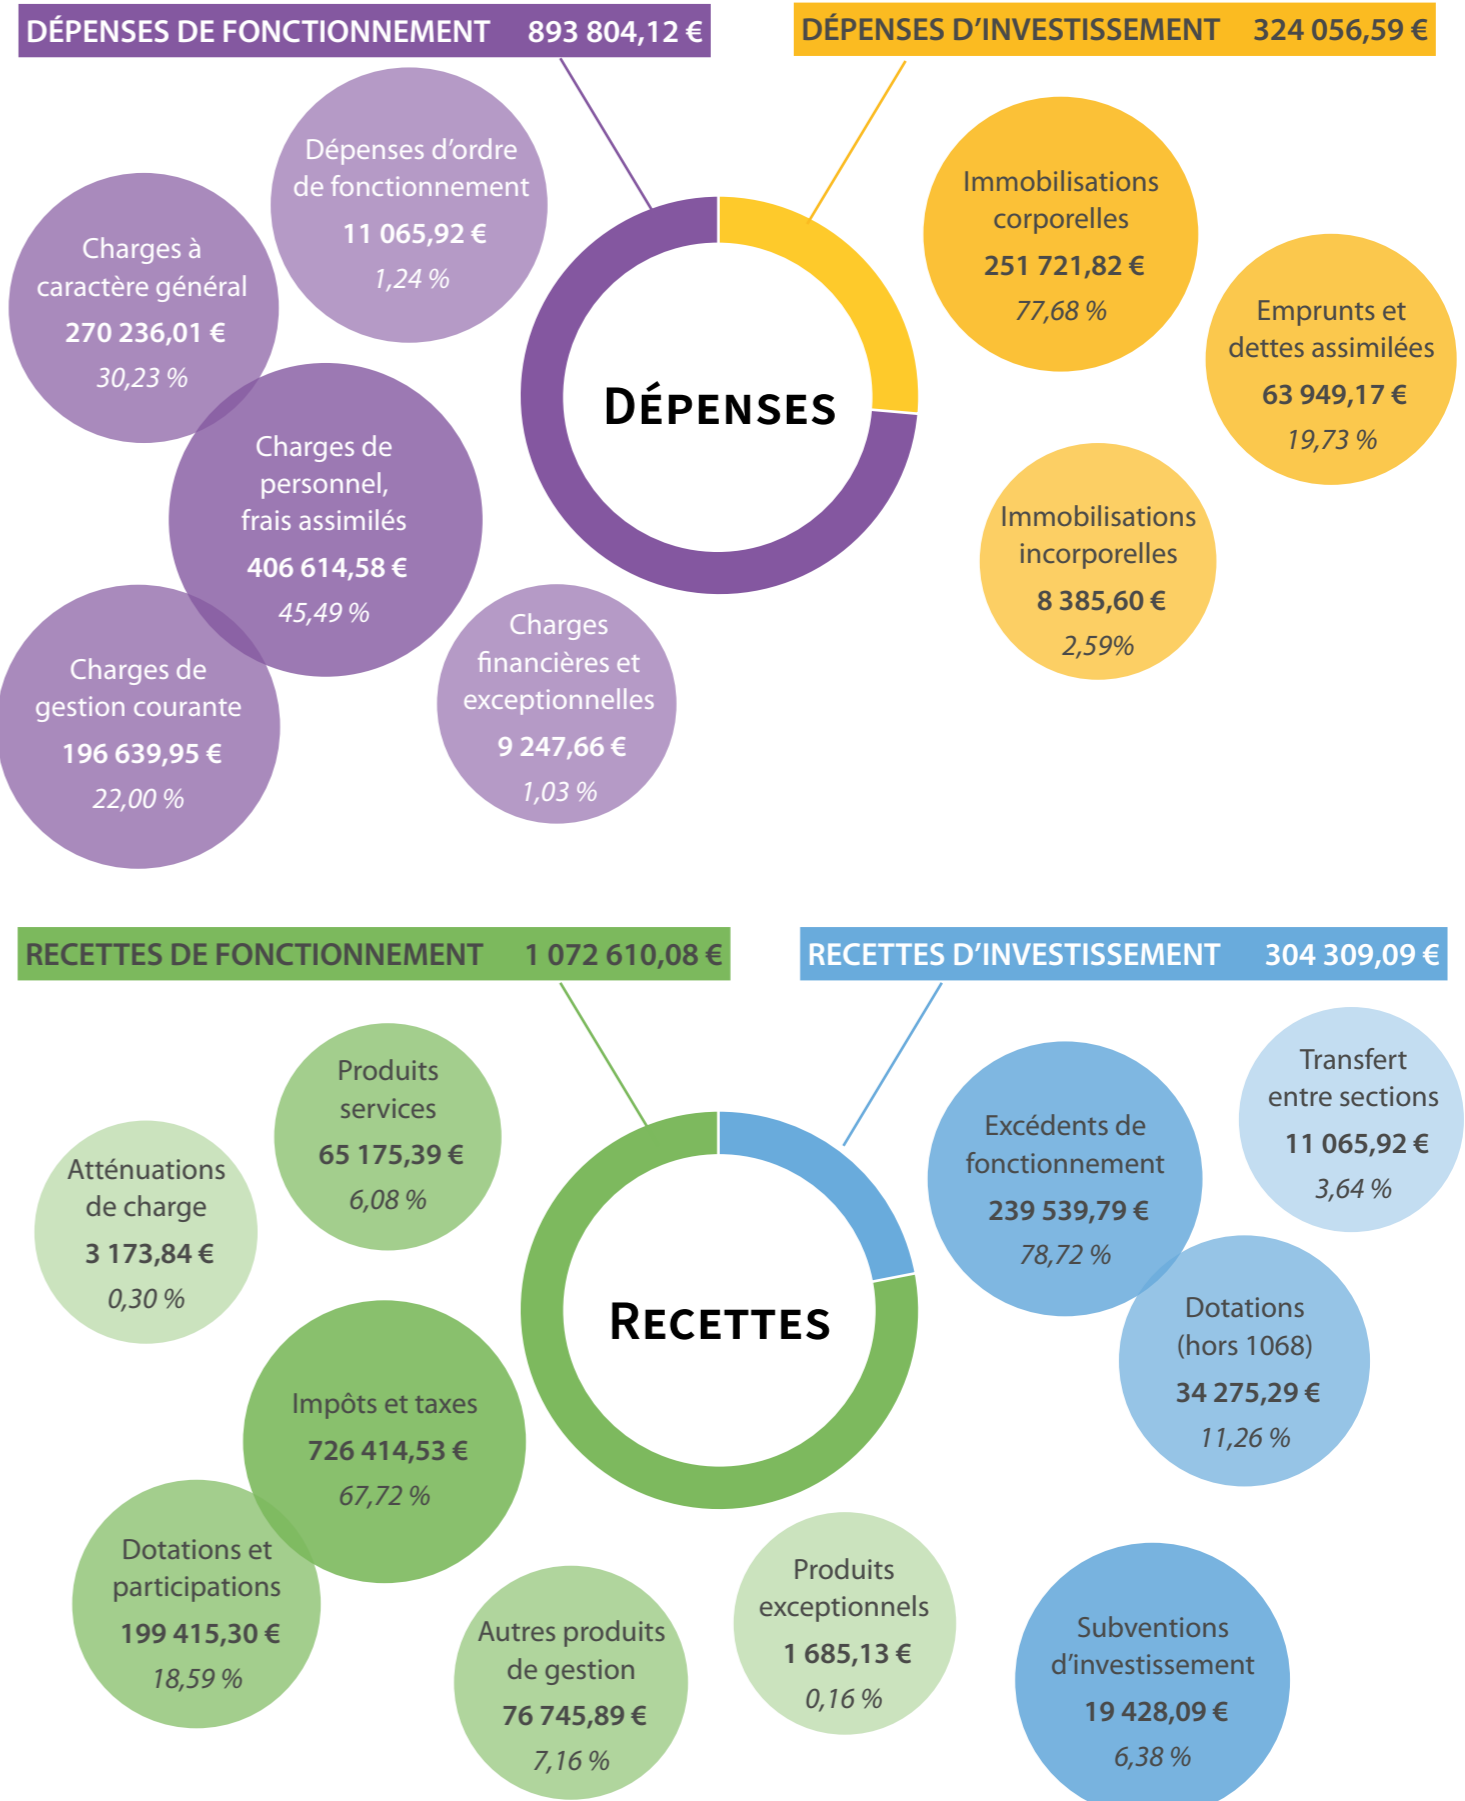 DÉPENSES DE FONCTIONNEMENT 893 804,12 €
DÉPENSES D'INVESTISSEMENT 324 056,59 €
Dépenses d'ordre
de fonctionnement
11 065,92 €
1,24 %
Charges à
caractère général
270 236,01 €
30,23 %
Charges de
personnel,
frais assimilés
406 614,58 €
45,49 %
Charges de
gestion courante
196 639,95 €
22,00 %
Charges
financières et
exceptionnelles
9 247,66 €
1,03 %
DÉPENSES
Immobilisations
corporelles
251 721,82 €
77,68 %
Emprunts et
dettes assimilées
63 949,17 €
19,73 %
Immobilisations
incorporelles
8 385,60 €
2,59%
RECETTES DE FONCTIONNEMENT 1 072 610,08 €
RECETTES D'INVESTISSEMENT 304 309,09 €
Produits
services
65 175,39 €
6,08 %
Atténuations
de charge
3 173,84 €
0,30 %
Impôts et taxes
726 414,53 €
67,72 %
Dotations et
participations
199 415,30 €
18,59 %
Autres produits
de gestion
76 745,89 €
7,16 %
Produits
exceptionnels
1 685,13 €
0,16 %
RECETTES
Excédents de
fonctionnement
239 539,79 €
78,72 %
Transfert
entre sections
11 065,92 €
3,64 %
Dotations
(hors 1068)
34 275,29 €
11,26 %
Subventions
d'investissement
19 428,09 €
6,38 %